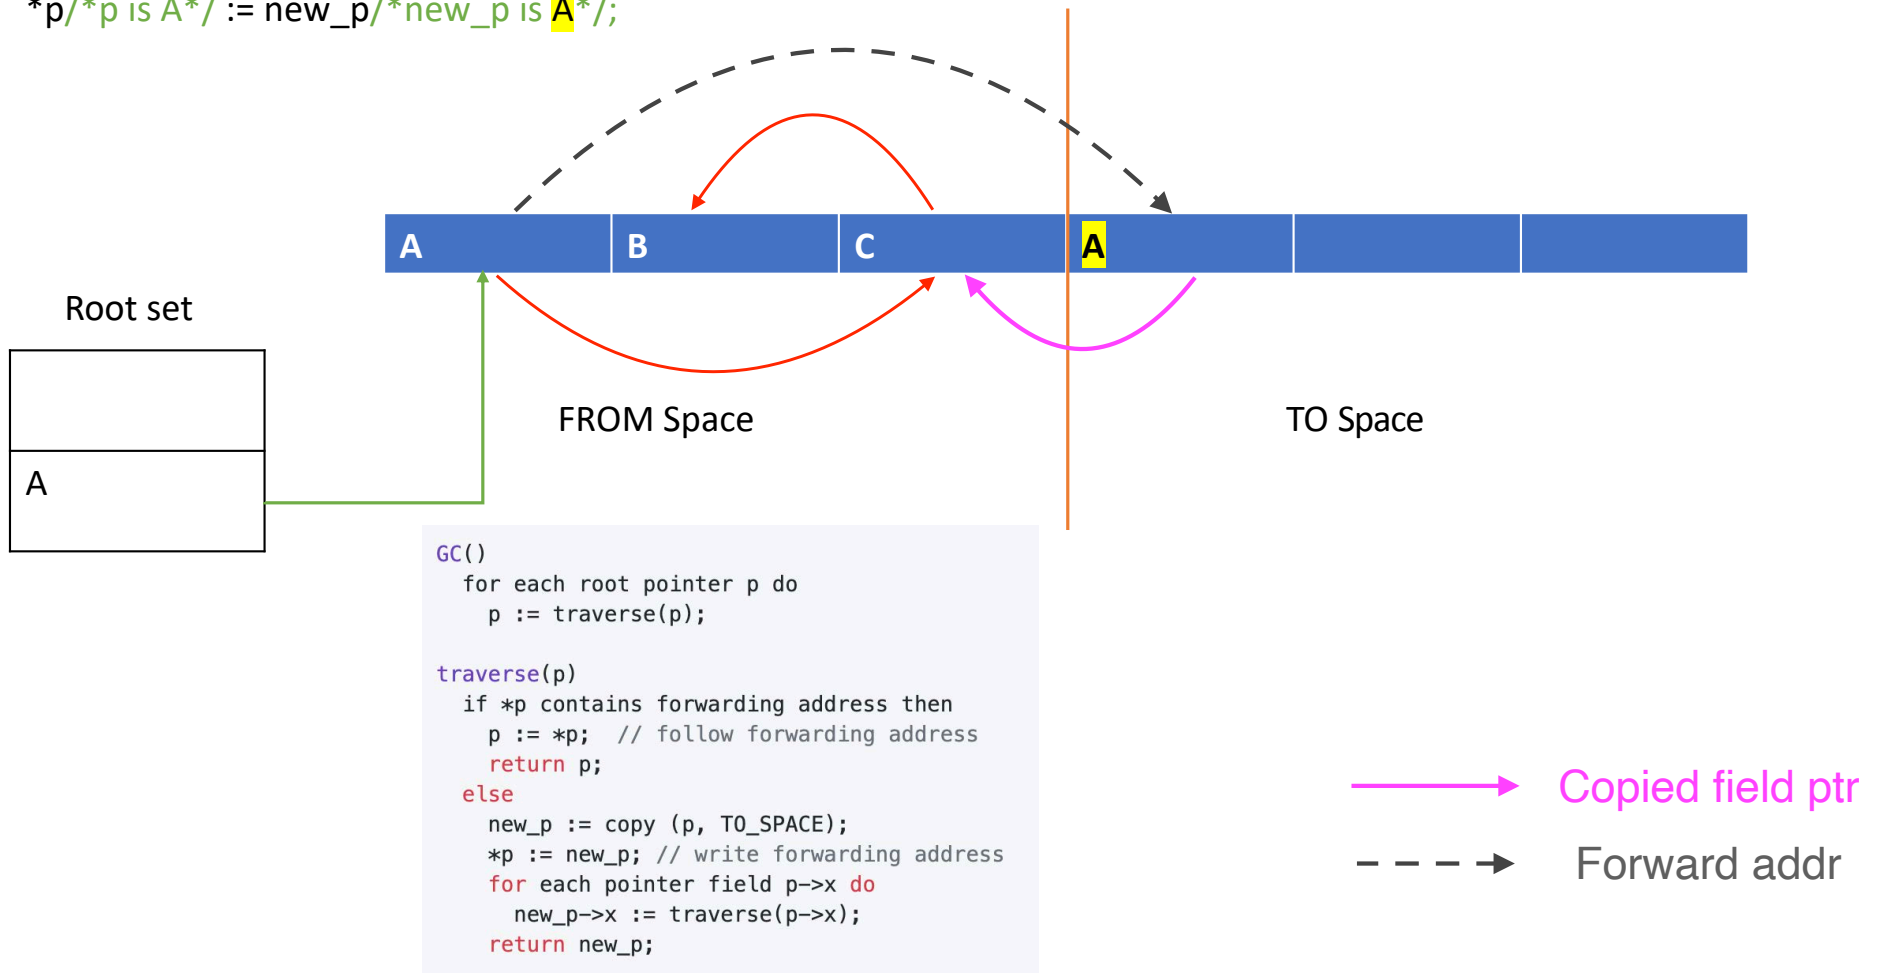 *p/*p is A*/ := new_p/*new_p is A*/;
A B C A
Root set
FROM Space
TO Space
A
GC()
for each root pointer p do
p := traverse(p);
traverse(p)
if *p contains forwarding address then
p := *p; // follow forwarding address
return p;
else
new_p := copy (p, TO_SPACE);
*p := new_p; // write forwarding address
for each pointer field p->x do
new_p->x := traverse(p->x);
return new_p;
Copied field ptr
Forward addr